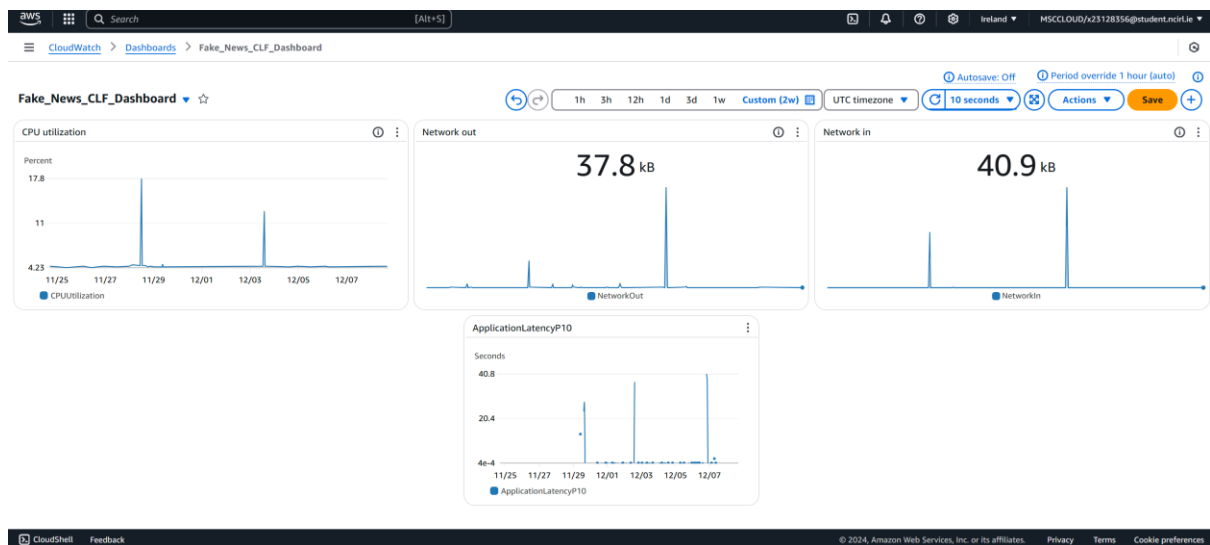 aws Search [Alt+S] Ireland ▼ MSCCLOUD/x23128356@student.ncirl.ie ▼
CloudWatch > Dashboards > Fake_News_CLF_Dashboard
Autosave: Off Period override 1 hour (auto)
Fake_News_CLF_Dashboard ▼ 1h 3h 12h 1d 3d 1w Custom (2w) UTC timezone ▼ 10 seconds ▼ Actions ▼ Save +
CPU utilization
Percent
17.8
11
4.23
11/25 11/27 11/29 12/01 12/03 12/05 12/07
CPUUtilization
Network out
37.8 kB
NetworkOut
Network in
40.9 kB
NetworkIn
ApplicationLatencyP10
Seconds
40.8
20.4
4e-4
11/25 11/27 11/29 12/01 12/03 12/05 12/07
ApplicationLatencyP10
CloudShell Feedback © 2024, Amazon Web Services, Inc. or its affiliates. Privacy Terms Cookie preferences